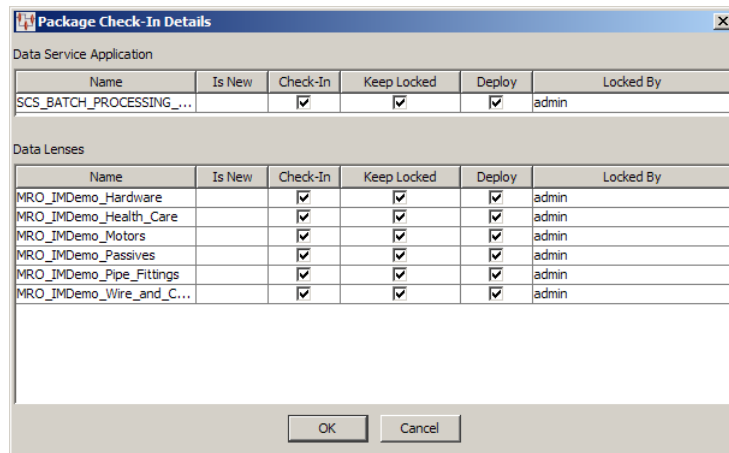 Package Check-In Details
Data Service Application
Name Is New Check-In Keep Locked Deploy Locked By
SCS_BATCH_PROCESSING_... admin
Data Lenses
Name Is New Check-In Keep Locked Deploy Locked By
MRO_IMDemo_Hardware admin
MRO_IMDemo_Health_Care admin
MRO_IMDemo_Motors admin
MRO_IMDemo_Passives admin
MRO_IMDemo_Pipe_Fittings admin
MRO_IMDemo_Wire_and_C... admin
OK Cancel